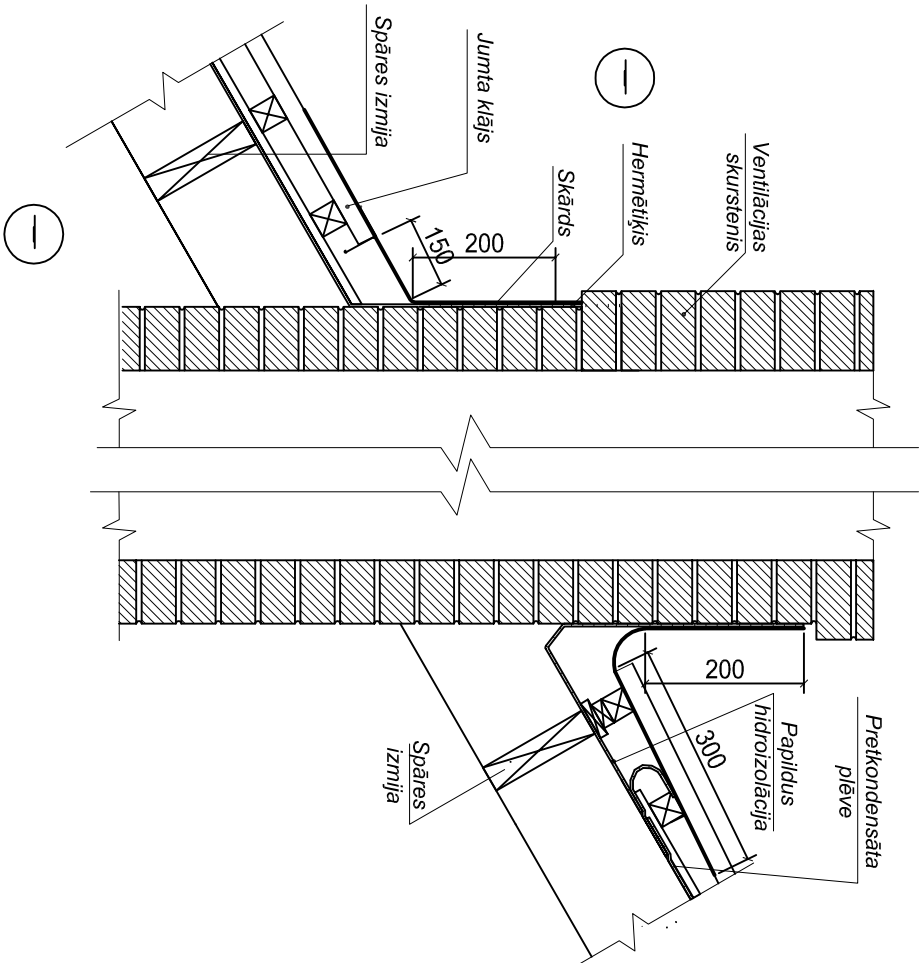 Spāres izmija
Jumta klājs
Ventilācijas
skurstenis
Hermētiķis
Skārds
200
150
200
300
Spāres
izmija
Papildus
hidroizolācija
Pretkondensāta
plēve